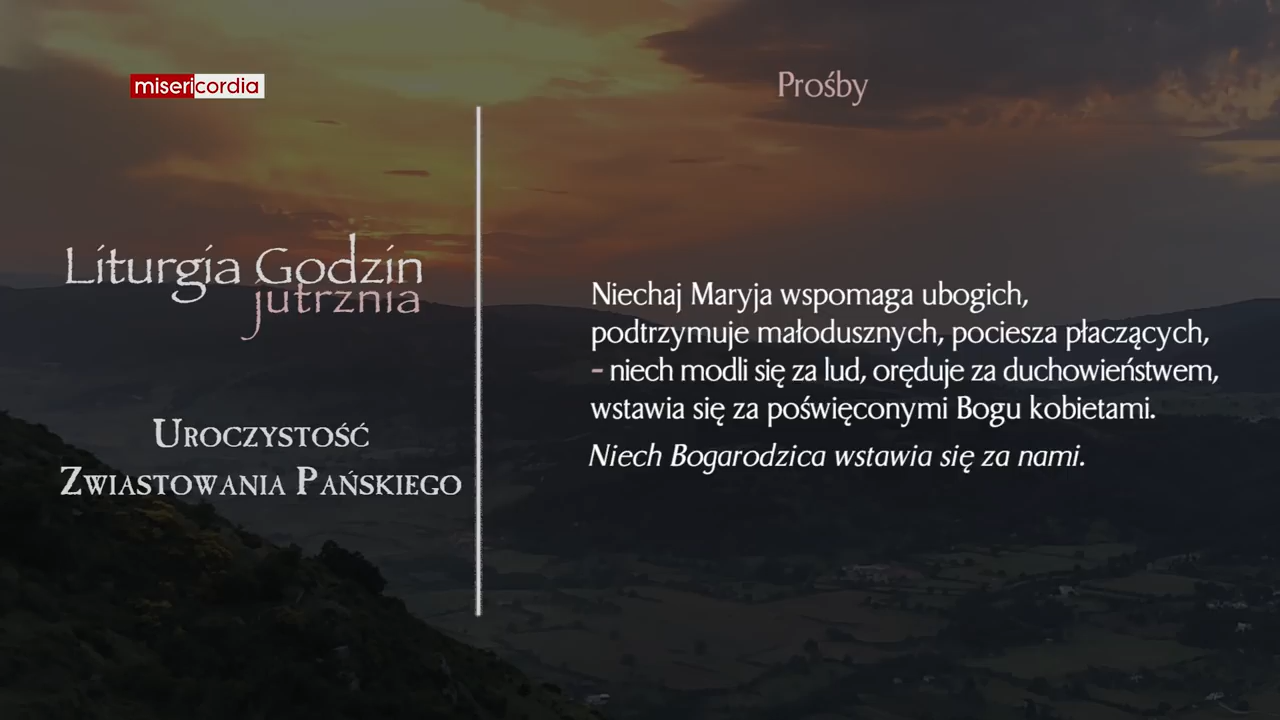 misericordia
Prośby
Liturgia Godzin
jutrznia
Uroczystość
Zwiastowania Pańskiego
Niechaj Maryja wspomaga ubogich,
podtrzymuje małodusznych, pociesza płaczących,
- niech modli się za lud, oręduje za duchowieństwem,
wstawia się za poświęconymi Bogu kobietami.
Niech Bogarodzica wstawia się za nami.